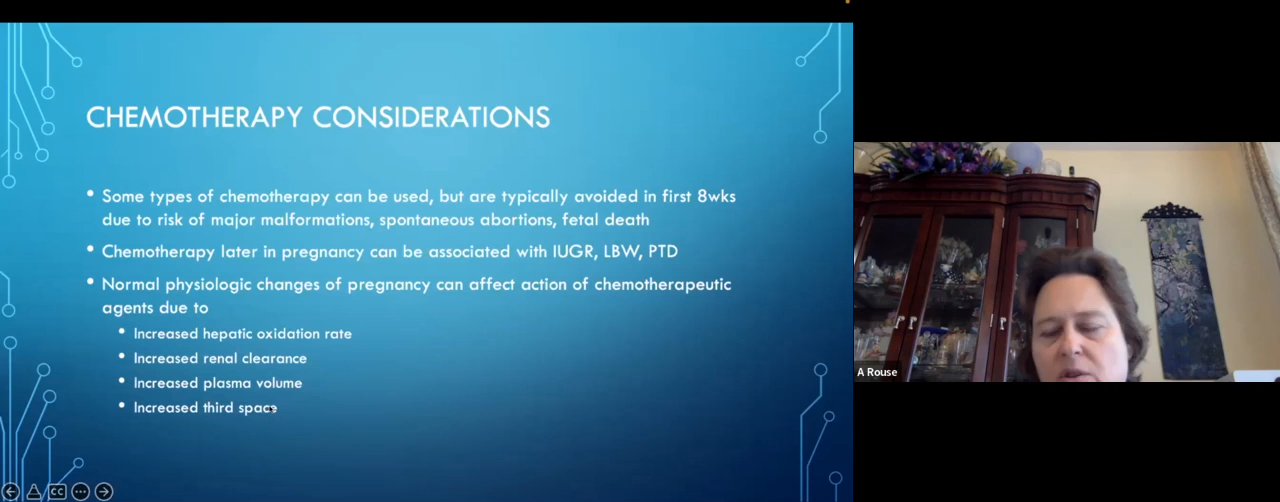 CHEMOTHERAPY CONSIDERATIONS
• Some types of chemotherapy can be used, but are typically avoided in first 8wks
due to risk of major malformations, spontaneous abortions, fetal death
• Chemotherapy later in pregnancy can be associated with IUGR, LBW, PTD
• Normal physiologic changes of pregnancy can affect action of chemotherapeutic
agents due to
• Increased hepatic oxidation rate
• Increased renal clearance
• Increased plasma volume
• Increased third space
CC
A Rouse